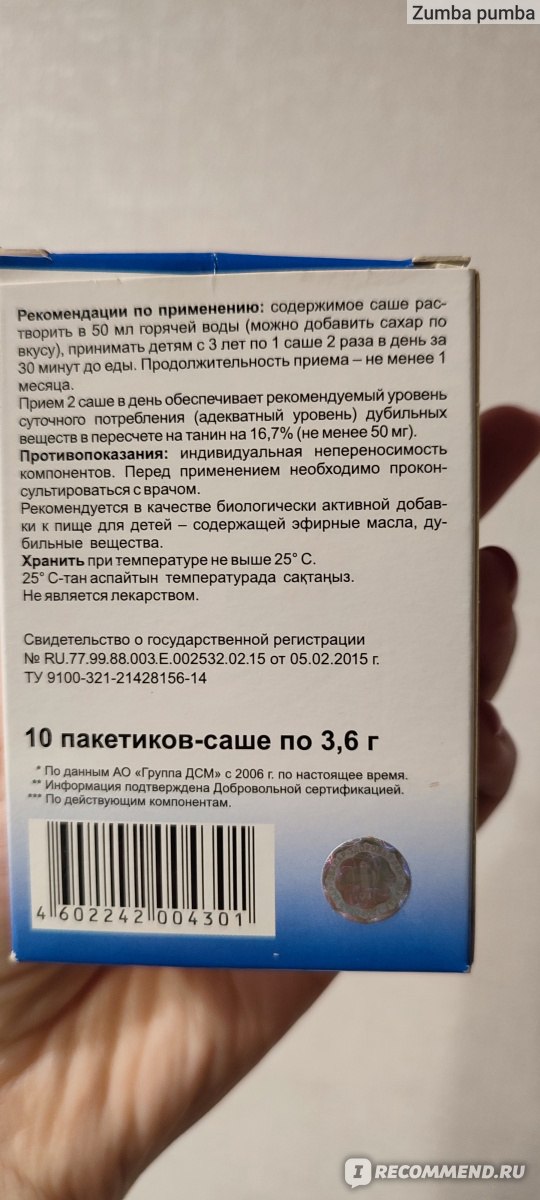 Zumba pumba
Рекомендации по применению: содержимое саше рас-
творить в 50 мл горячей воды (можно добавить сахар по
вкусу), принимать детям с 3 лет по 1 саше 2 раза в день за
30 минут до еды. Продолжительность приема – не менее 1
месяца.
Прием 2 саше в день обеспечивает рекомендуемый уровень
суточного потребления (адекватный уровень) дубильных
веществ в пересчете на танин на 16,7% (не менее 50 мг).
Противопоказания: индивидуальная непереносимость
компонентов. Перед применением необходимо прокон-
сультироваться с врачом.
Рекомендуется в качестве биологически активной добав-
ки к пище для детей – содержащей эфирные масла, ду-
бильные вещества.
Хранить при температуре не выше 25° С.
25° С-тан аспайтын температурада сақтаңыз.
Не является лекарством.
Свидетельство о государственной регистрации
№ RU.77.99.88.003.Е.002532.02.15 от 05.02.2015 г.
ТУ 9100-321-21428156-14
10 пакетиков-саше по 3,6 г
* По данным АО «Группа ДСМ» с 2006 г. по настоящее время.
** Информация подтверждена Добровольной сертификацией.
*** По действующим компонентам.
4 602242 004301
I RECOMMEND.RU